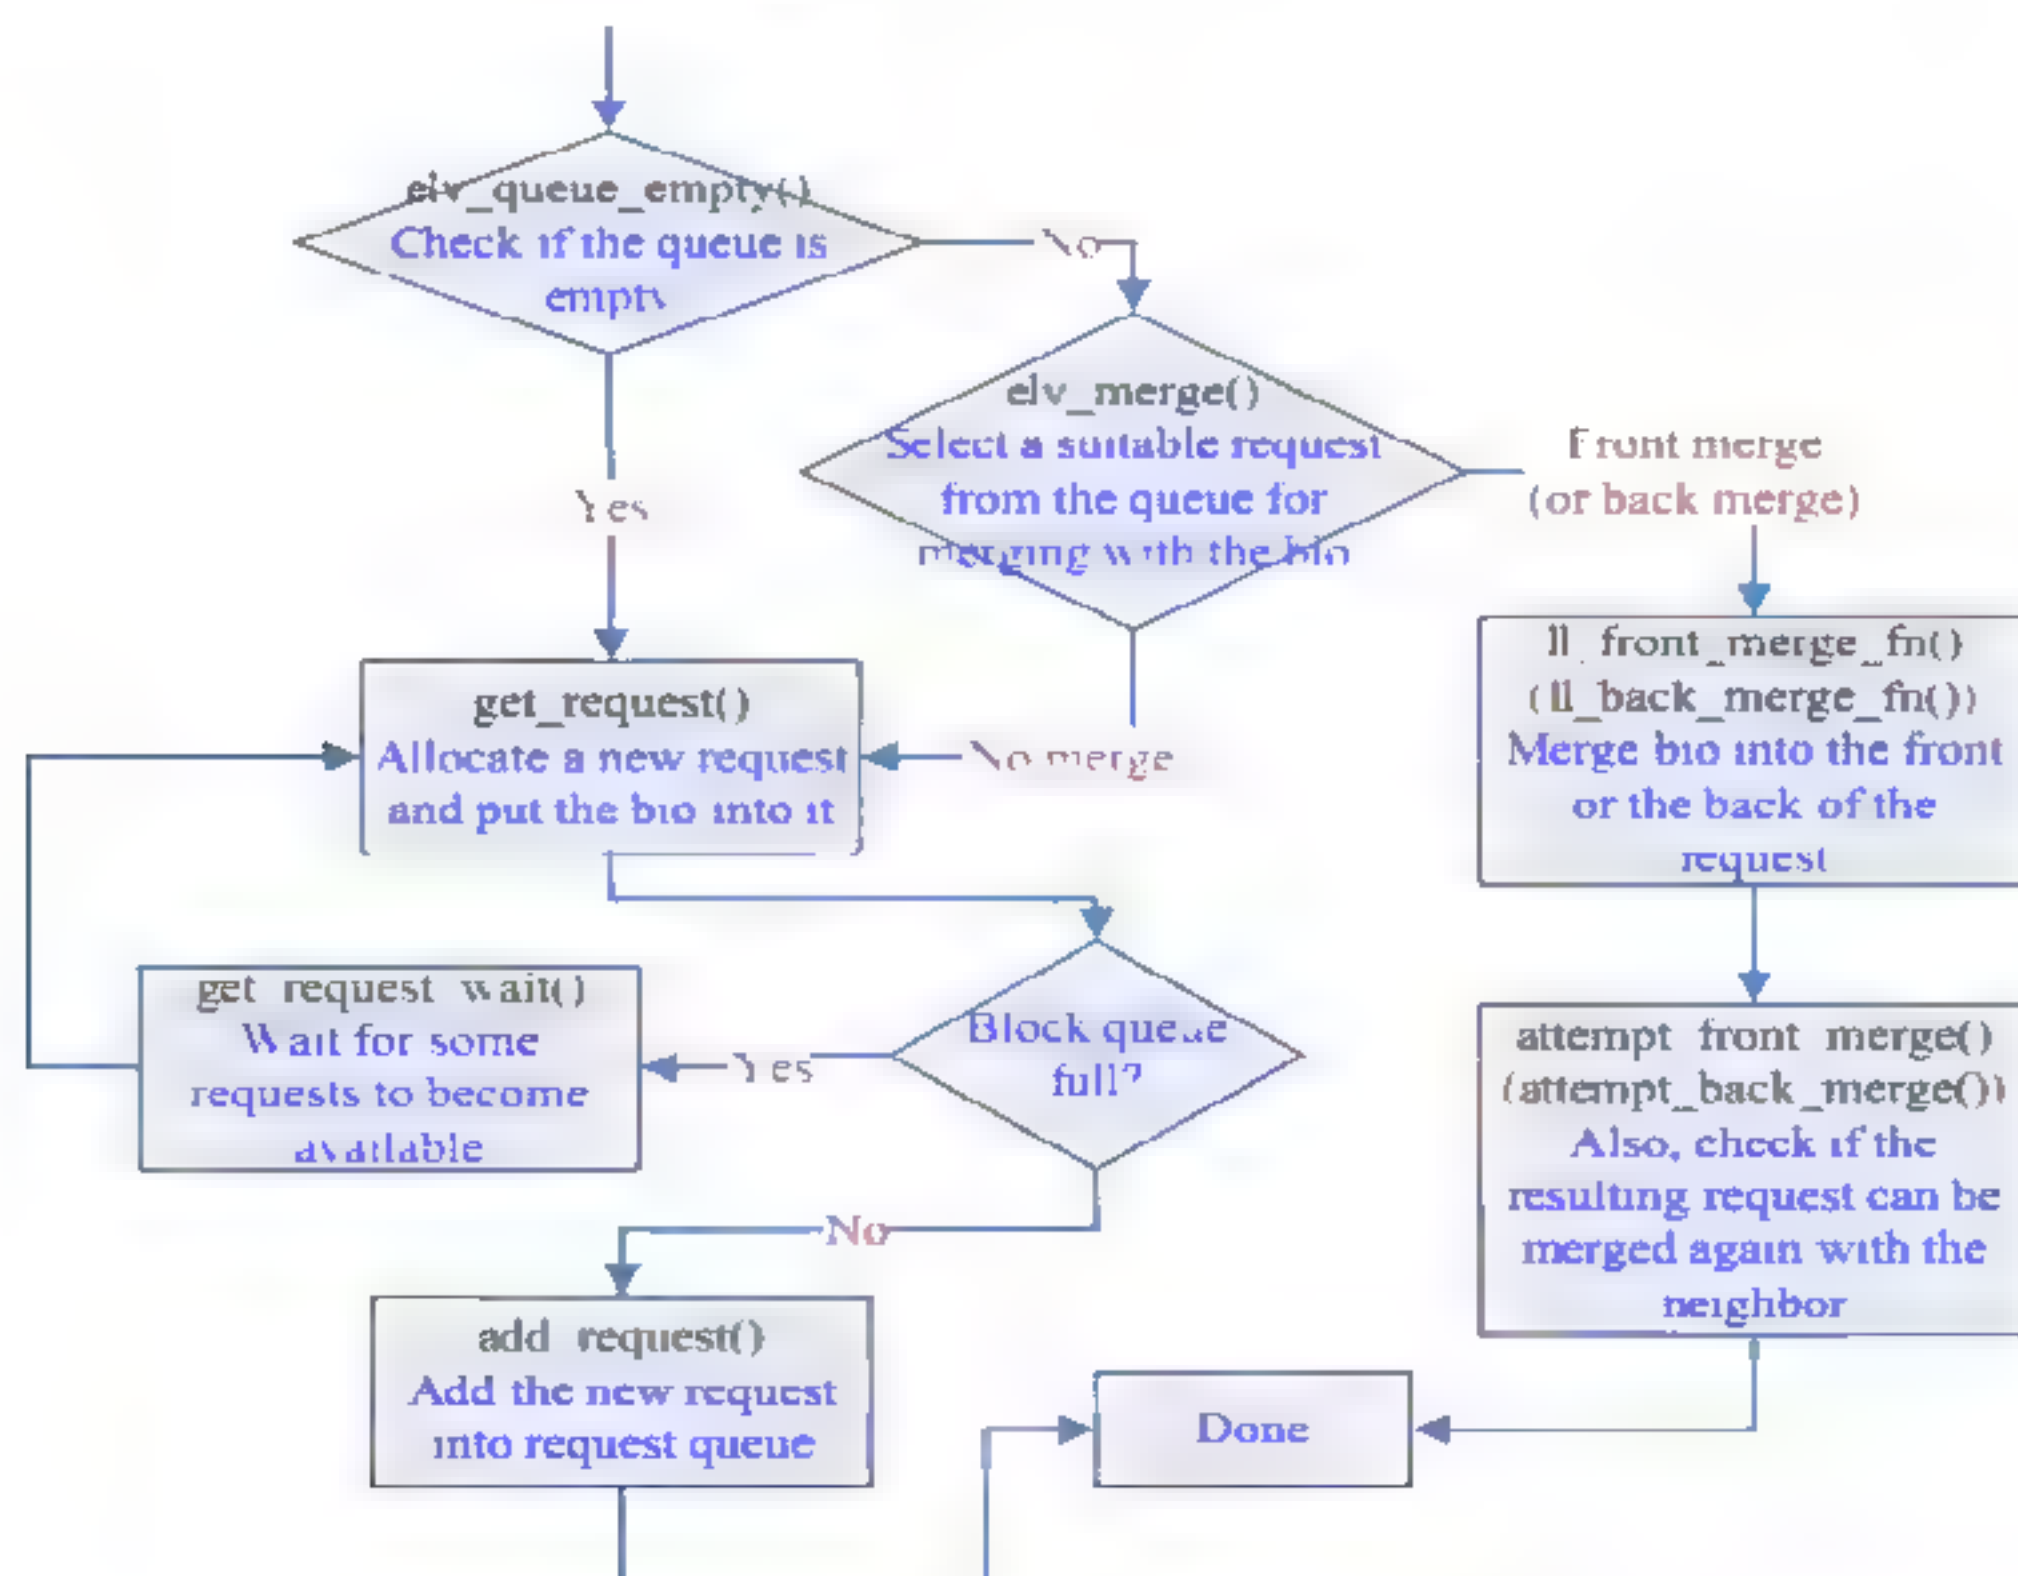 elv_queue_empty()
Check if the queue is
empty
No
elv_merge()
Select a suitable request
from the queue for
merging with the bio
Front merge
(or back merge)
Yes
ll_front_merge_fn()
(ll_back_merge_fn())
Merge bio into the front
or the back of the
request
get_request()
Allocate a new request
and put the bio into it
No merge
get_request_wait()
Wait for some
requests to become
available
Yes
Block queue
full?
attempt_front_merge()
(attempt_back_merge())
Also, check if the
resulting request can be
merged again with the
neighbor
No
add_request()
Add the new request
into request queue
Done